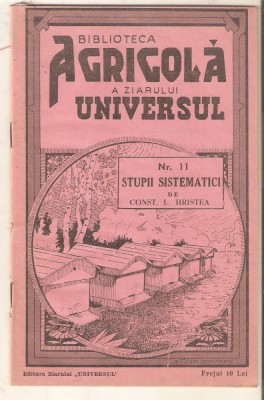 BIBLIOTECA
AGRICOLĂ
A ZIARULUI
UNIVERSUL
Nr. 11
STUPII SISTEMATICI
DE
CONST. L. HRISTEA
Editura Ziarului „UNIVERSUL"
Prețul 10 Lei